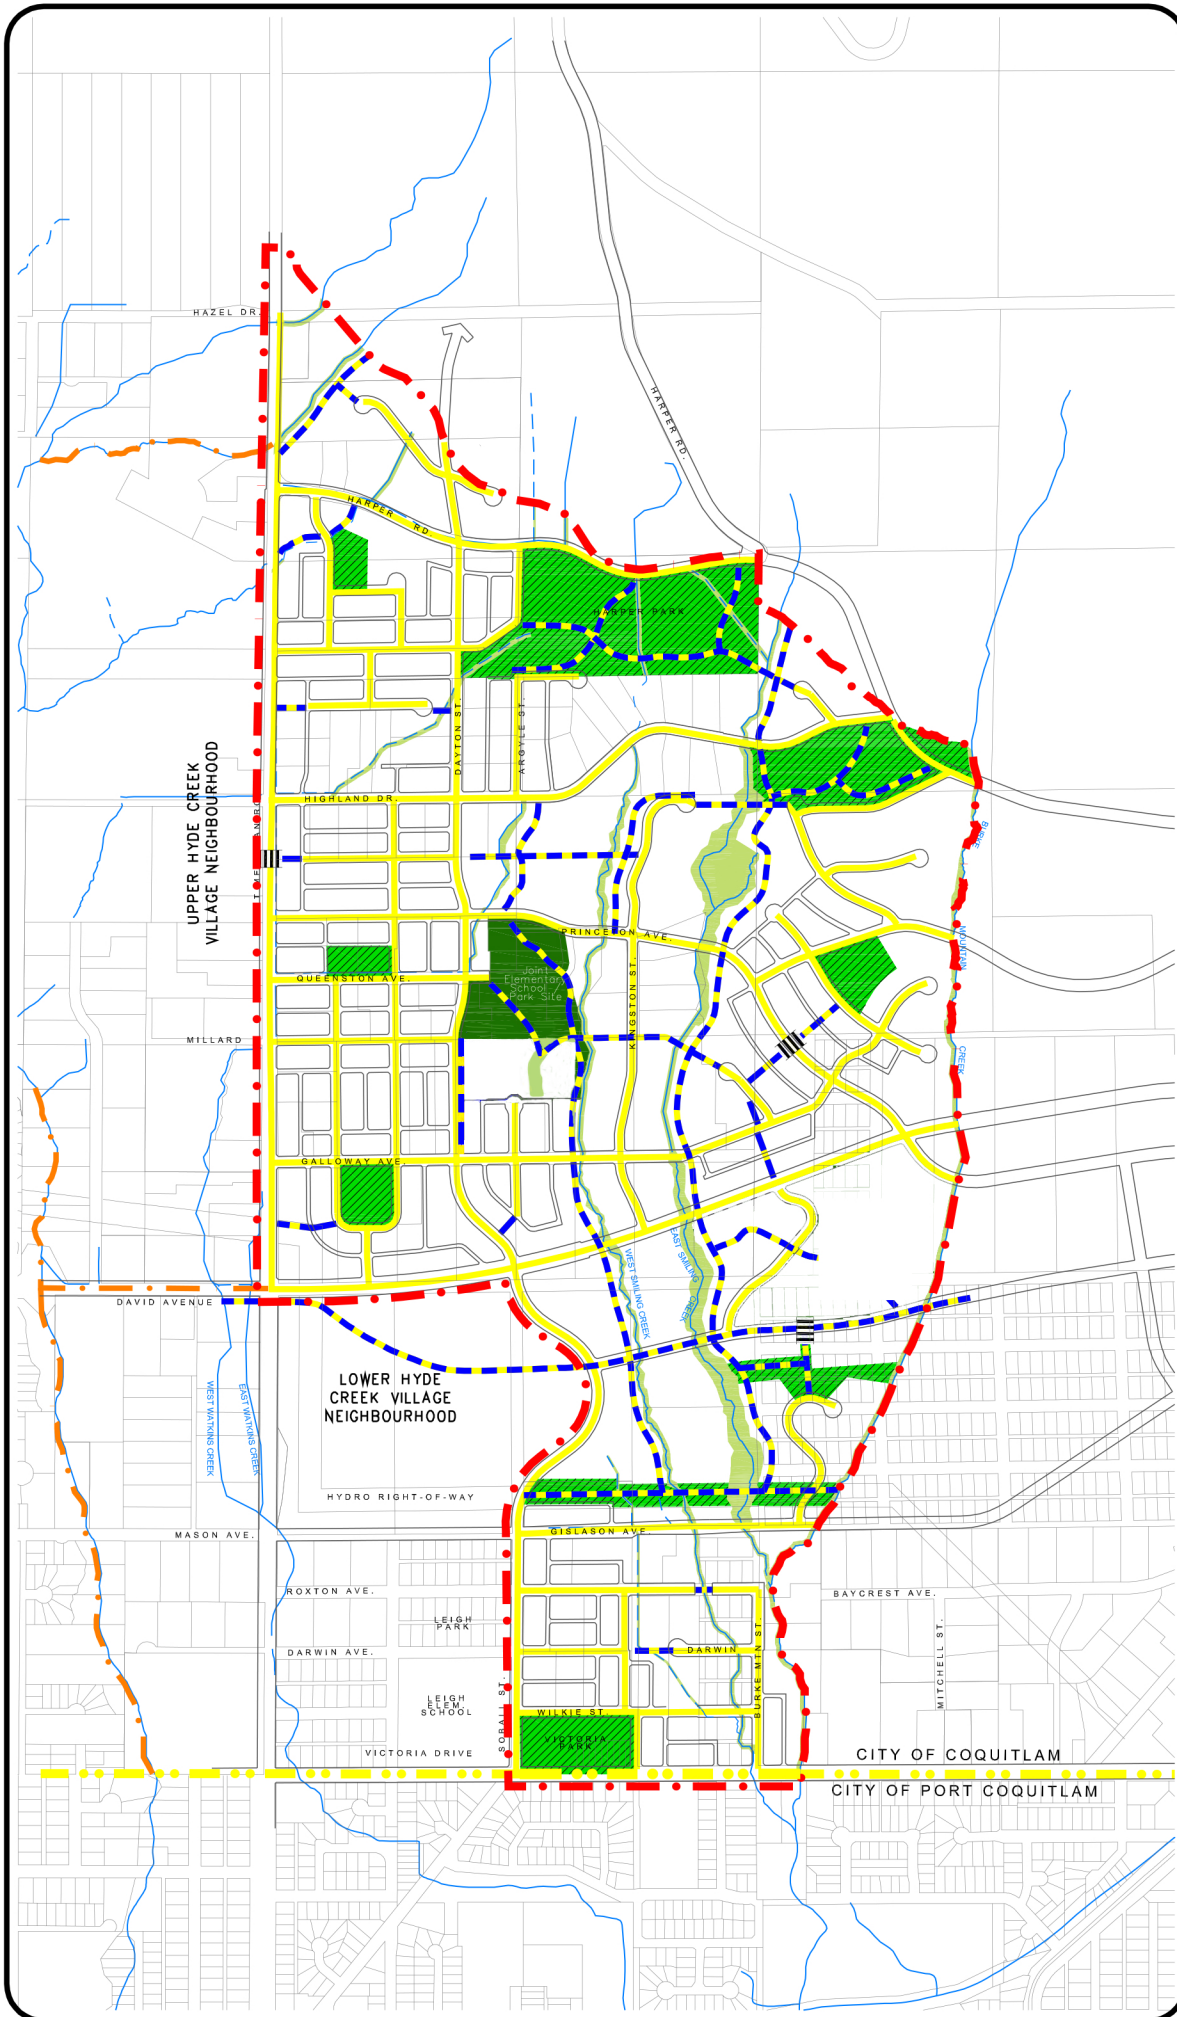 HAZEL DR.
HARPER RD.
HARPER RD.
HARPER PARK
UPPER HYDE CREEK
VILLAGE NEIGHBOURHOOD
DAYTON ST.
ARGYLE ST.
HIGHLAND DR.
BURKE
MOUNTAIN
CREEK
PRINCETON AVE.
QUEENSTON AVE.
Joint
Elementary
School /
Park Site
KINGSTON ST.
MILLARD
GALLOWAY AVE.
EAST SMILING CREEK
WEST SMILING CREEK
DAVID AVENUE
LOWER HYDE
CREEK VILLAGE
NEIGHBOURHOOD
WEST WATKINS CREEK
EAST WATKINS CREEK
HYDRO RIGHT-OF-WAY
MASON AVE.
GISLASON AVE.
ROXTON AVE.
BAYCREST AVE.
LEIGH
PARK
DARWIN AVE.
DARWIN
BURKE MTN ST.
MITCHELL ST.
LEIGH
ELEM.
SCHOOL
SOBALL ST.
WILKIE ST.
VICTORIA
PARK
VICTORIA DRIVE
CITY OF COQUITLAM
CITY OF PORT COQUITLAM